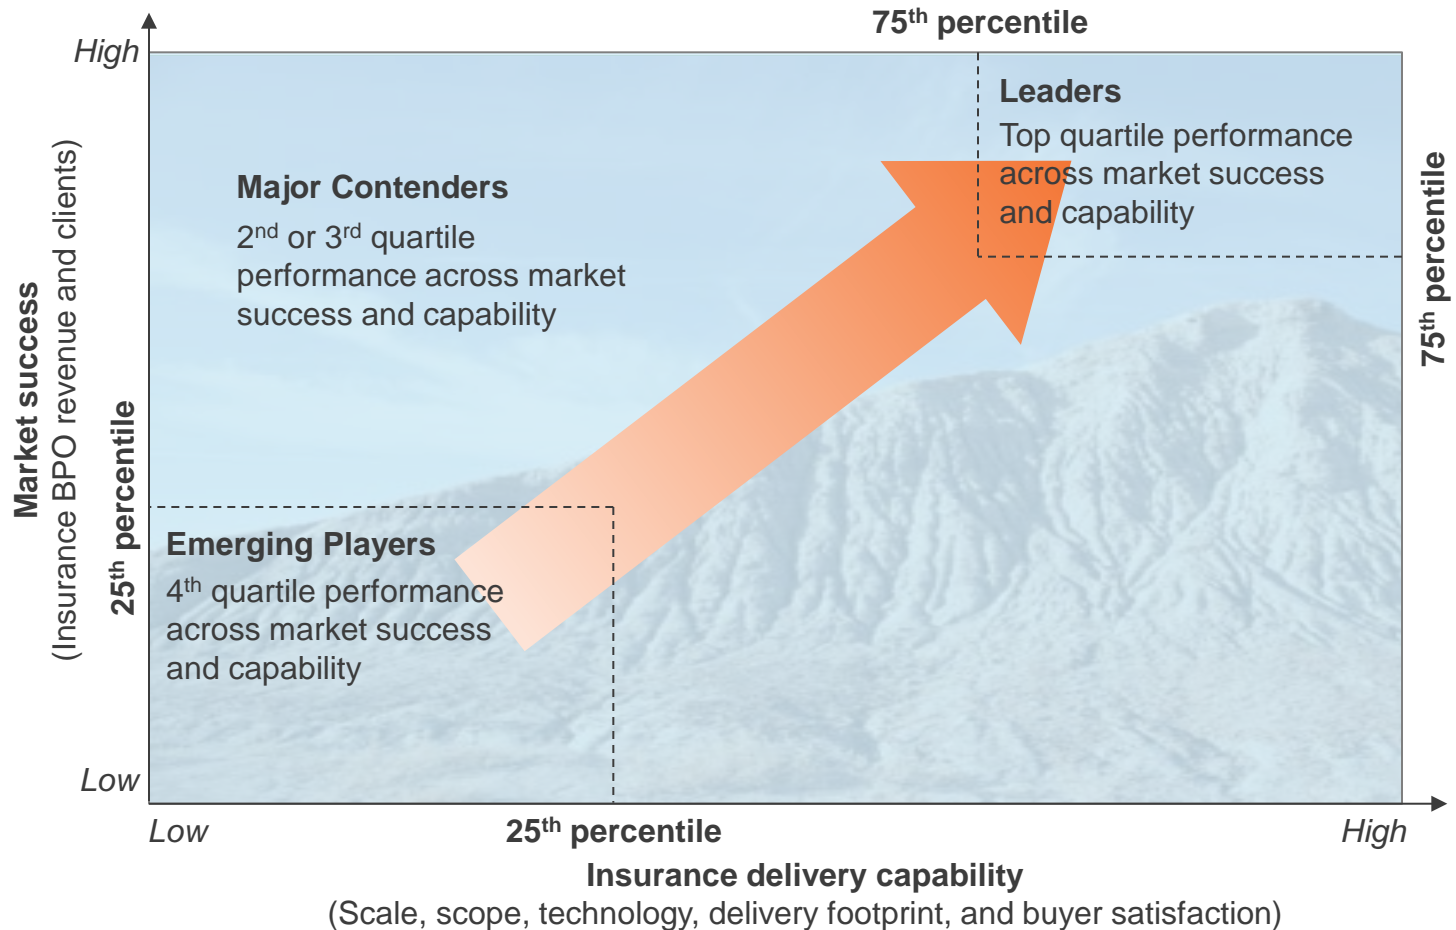 75th percentile
High
Leaders
Top quartile performance
across market success
and capability
Major Contenders
2nd or 3rd quartile
performance across market
success and capability
75th percentile
Market success
(Insurance BPO revenue and clients)
25th percentile
Emerging Players
4th quartile performance
across market success
and capability
Low
Low
25th percentile
High
Insurance delivery capability
(Scale, scope, technology, delivery footprint, and buyer satisfaction)